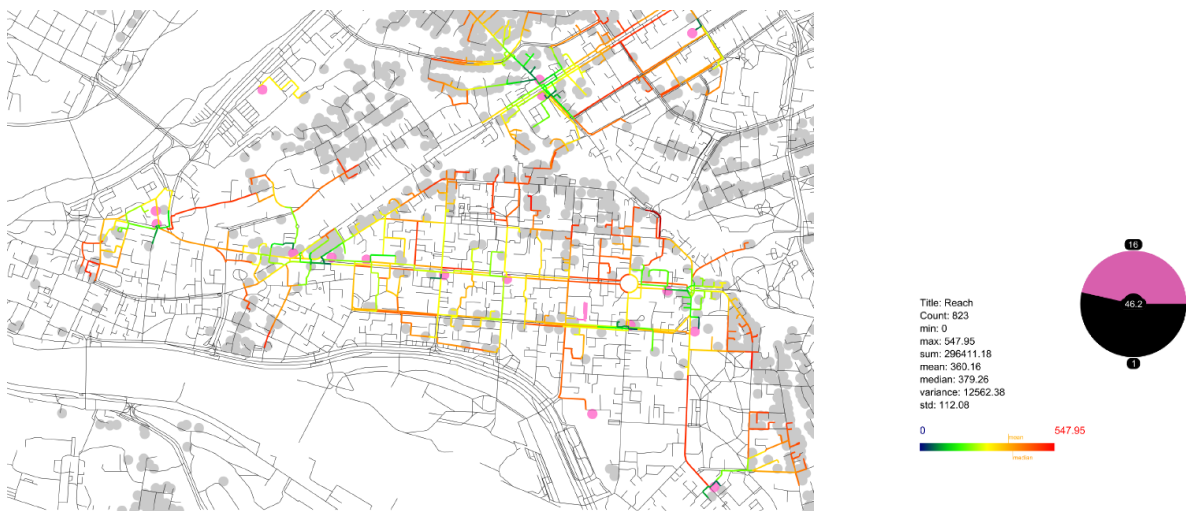 16
46.2
1
Title: Reach
Count: 823
min: 0
max: 547.95
sum: 296411.18
mean: 360.16
median: 379.26
variance: 12562.38
std: 112.08
0 547.95
mean
median